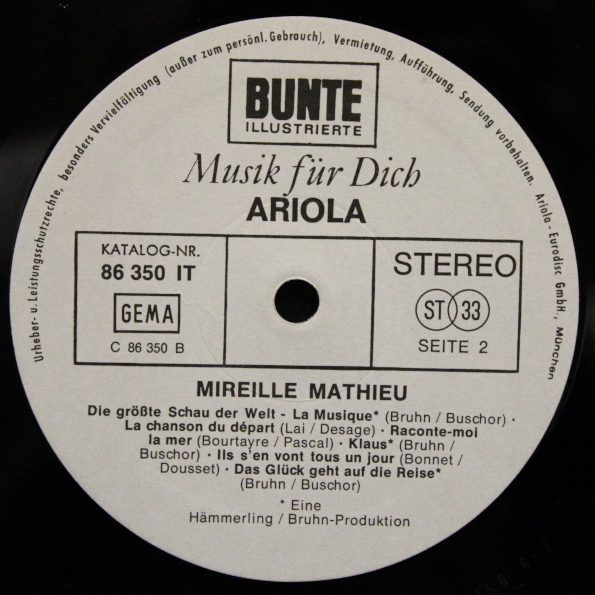 Urheber- u. Leistungsschutzrechte, besonders Vervielfältigung (außer zum persönl. Gebrauch), Vermietung, Aufführung, Sendung vorbehalten. Ariola - Eurodisc GmbH., München
BUNTE
ILLUSTRIERTE
Musik für Dich
ARIOLA
KATALOG-NR.
86 350 IT
GEMA
C 86 350 B
STEREO
ST 33
SEITE 2
MIREILLE MATHIEU
Die größte Schau der Welt - La Musique* (Bruhn / Buschor) ·
La chanson du départ (Lai / Desage) · Raconte-moi
la mer (Bourtayre / Pascal) · Klaus* (Bruhn /
Buschor) · Ils s'en vont tous un jour (Bonnet /
Dousset) · Das Glück geht auf die Reise*
(Bruhn / Buschor)
* Eine
Hämmerling / Bruhn-Produktion